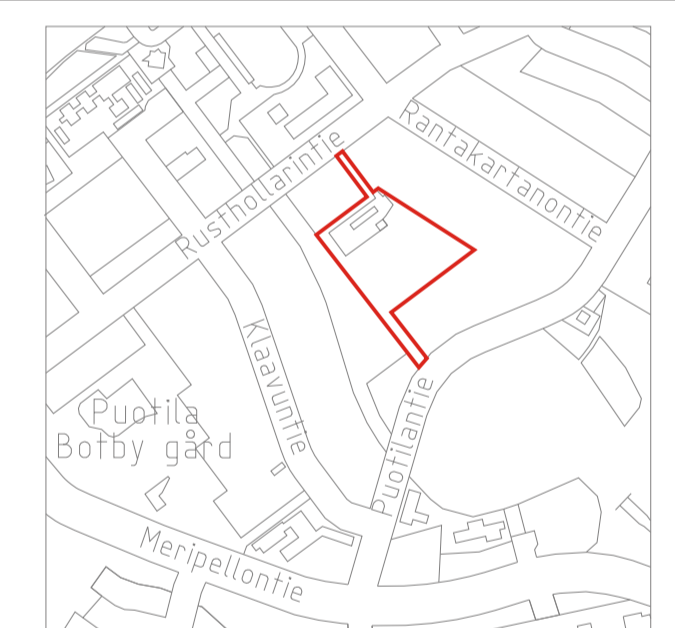 Rusthollarintie
Rantakartanontie
Klaavuntie
Puotilantie
Puotila
Botby gård
Meripellontie